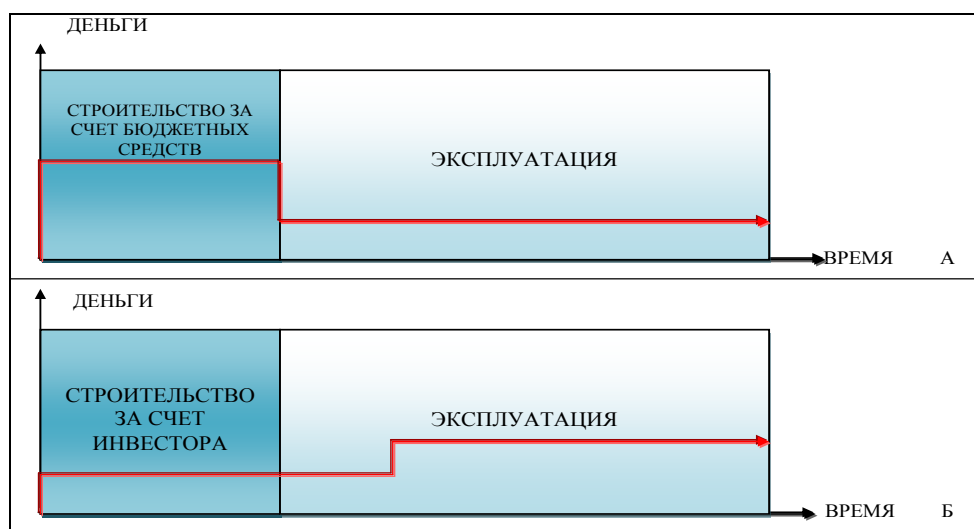 ДЕНЬГИ
СТРОИТЕЛЬСТВО ЗА
СЧЕТ БЮДЖЕТНЫХ
СРЕДСТВ
ЭКСПЛУАТАЦИЯ
ВРЕМЯ А
ДЕНЬГИ
СТРОИТЕЛЬСТВО
ЗА СЧЕТ
ИНВЕСТОРА
ЭКСПЛУАТАЦИЯ
ВРЕМЯ Б